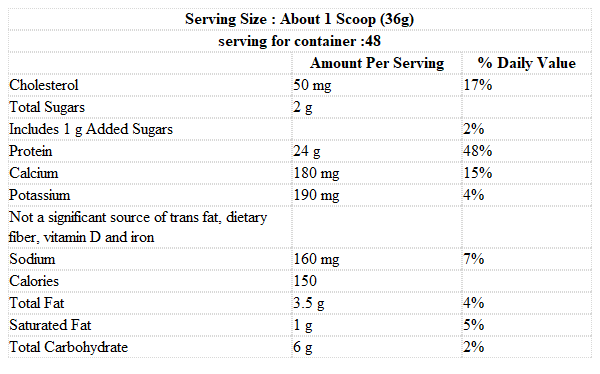 Serving Size : About 1 Scoop (36g)
serving for container :48
Amount Per Serving % Daily Value
Cholesterol 50 mg 17%
Total Sugars 2 g
Includes 1 g Added Sugars 2%
Protein 24 g 48%
Calcium 180 mg 15%
Potassium 190 mg 4%
Not a significant source of trans fat, dietary
fiber, vitamin D and iron
Sodium 160 mg 7%
Calories 150
Total Fat 3.5 g 4%
Saturated Fat 1 g 5%
Total Carbohydrate 6 g 2%